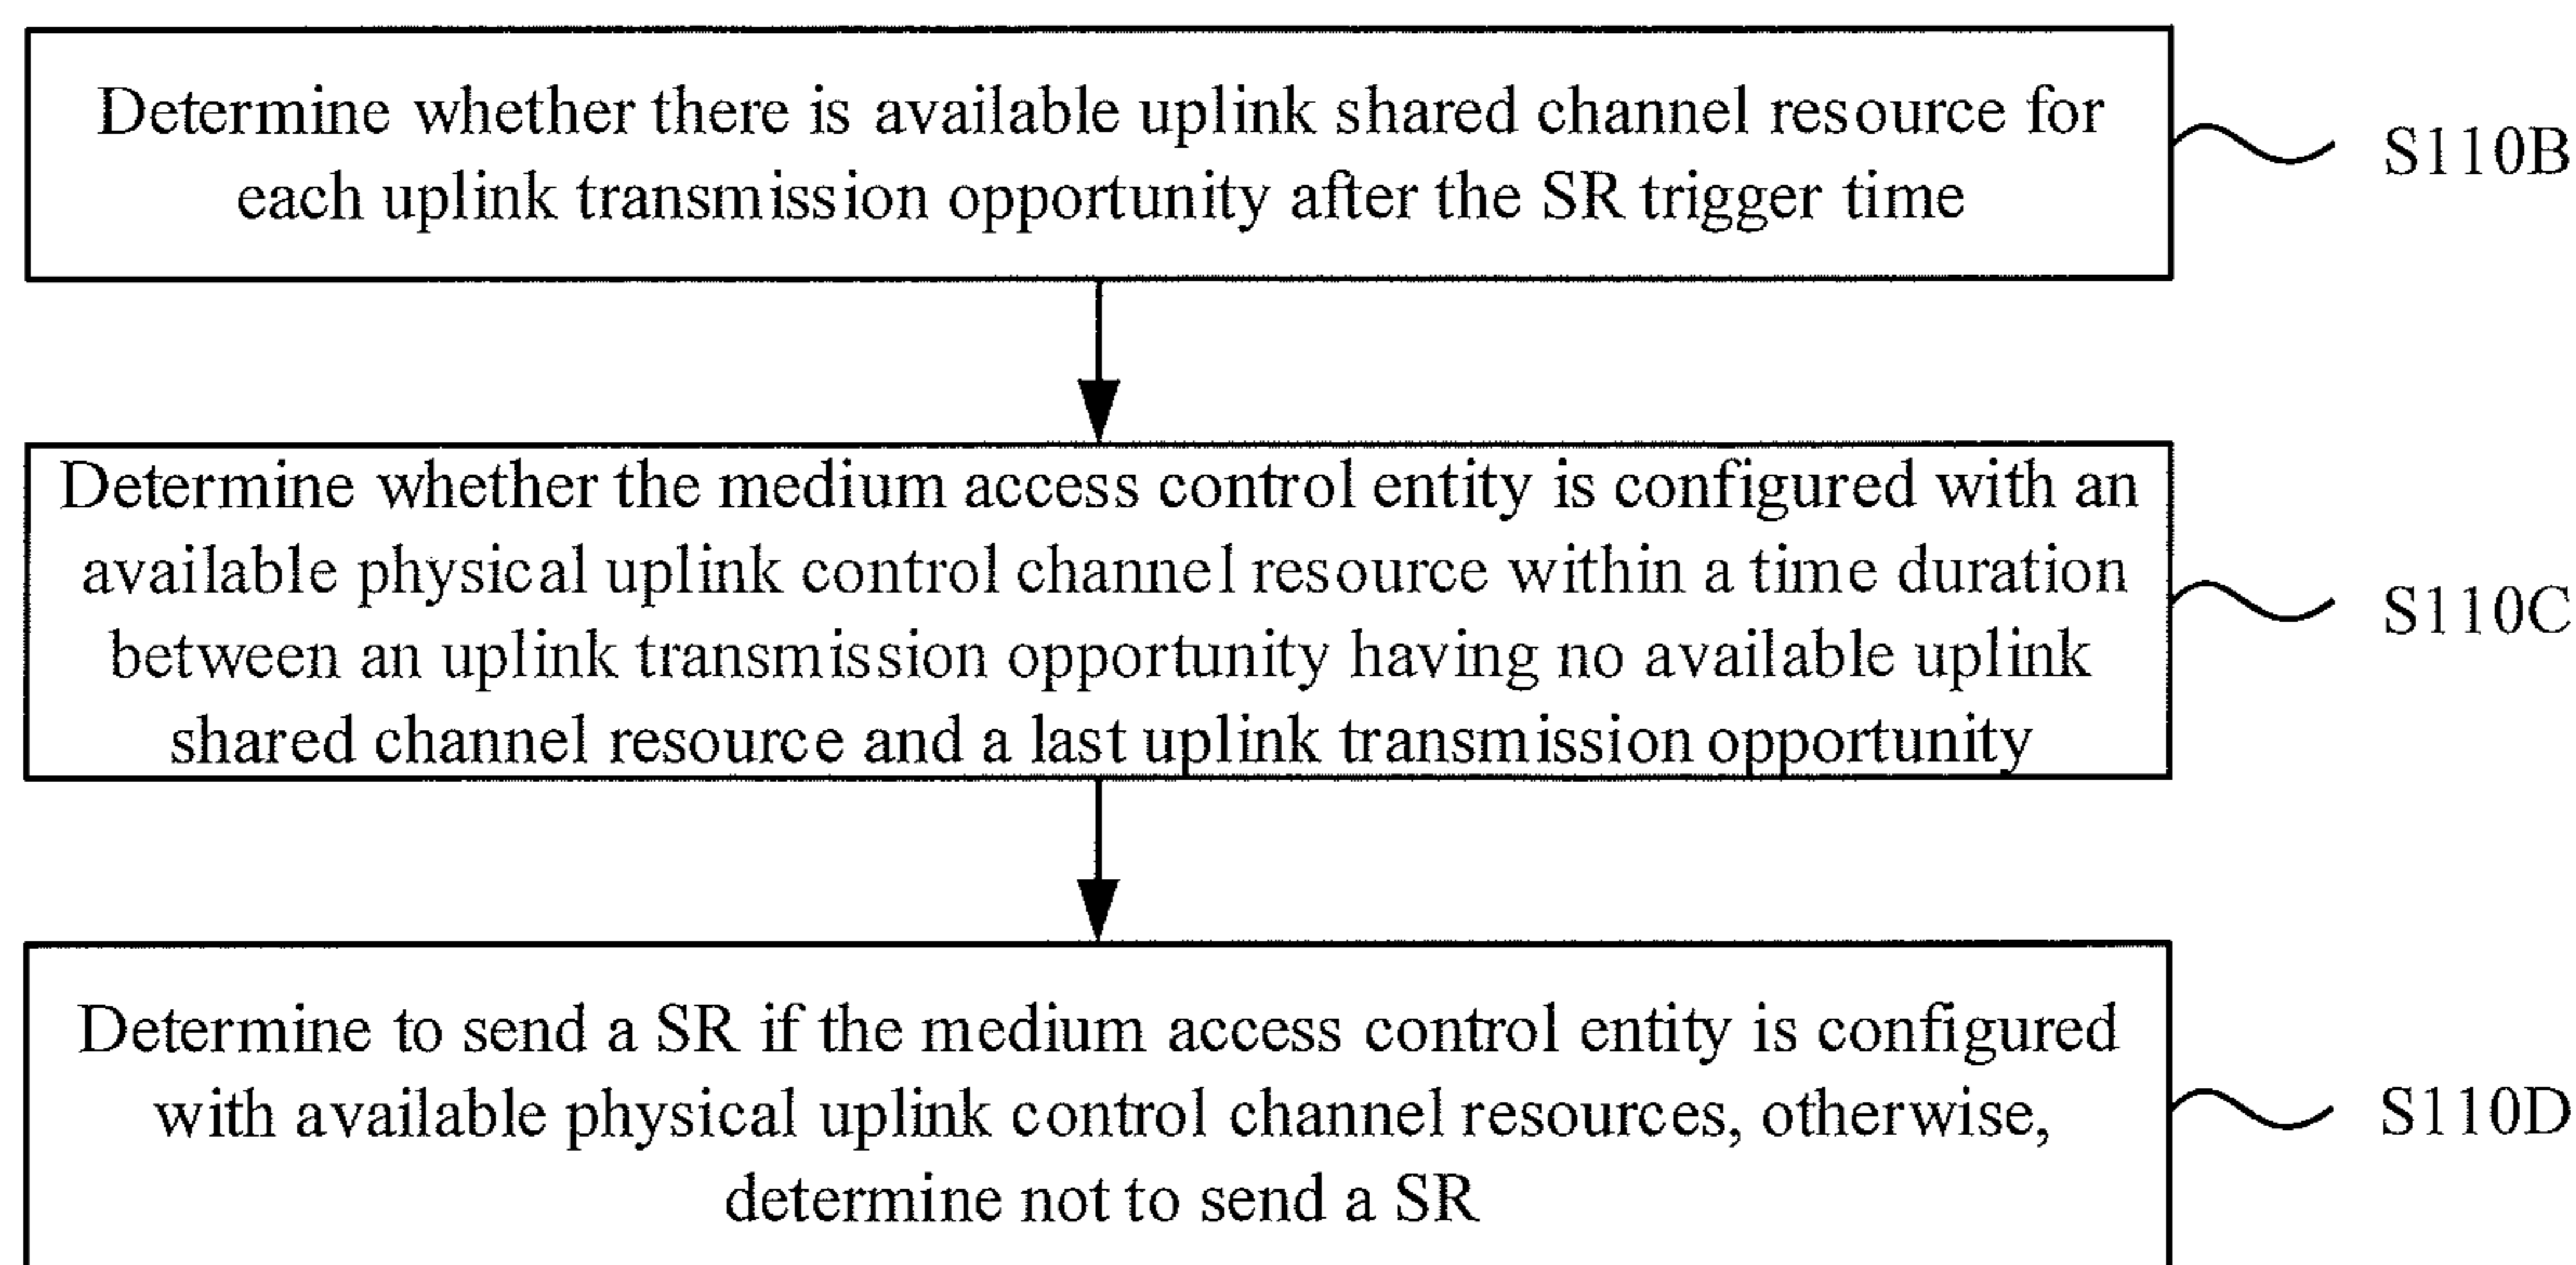 Determine whether there is available uplink shared channel resource for
each uplink transmission opportunity after the SR trigger time
S110B
Determine whether the medium access control entity is configured with an
available physical uplink control channel resource within a time duration
between an uplink transmission opportunity having no available uplink
shared channel resource and a last uplink transmission opportunity
S110C
Determine to send a SR if the medium access control entity is configured
with available physical uplink control channel resources, otherwise,
determine not to send a SR
S110D